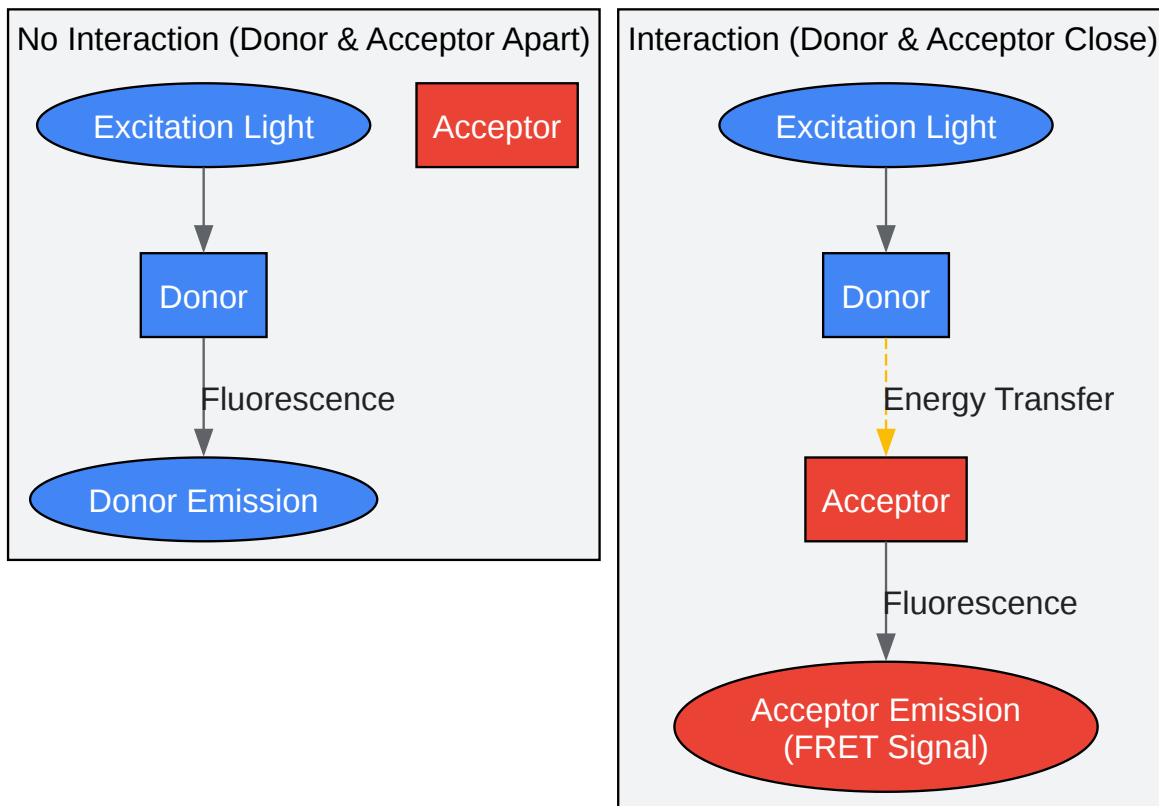 No Interaction (Donor & Acceptor Apart)
Excitation Light
Acceptor
Donor
Fluorescence
Donor Emission
Interaction (Donor & Acceptor Close)
Excitation Light
Donor
Energy Transfer
Acceptor
Fluorescence
Acceptor Emission
(FRET Signal)